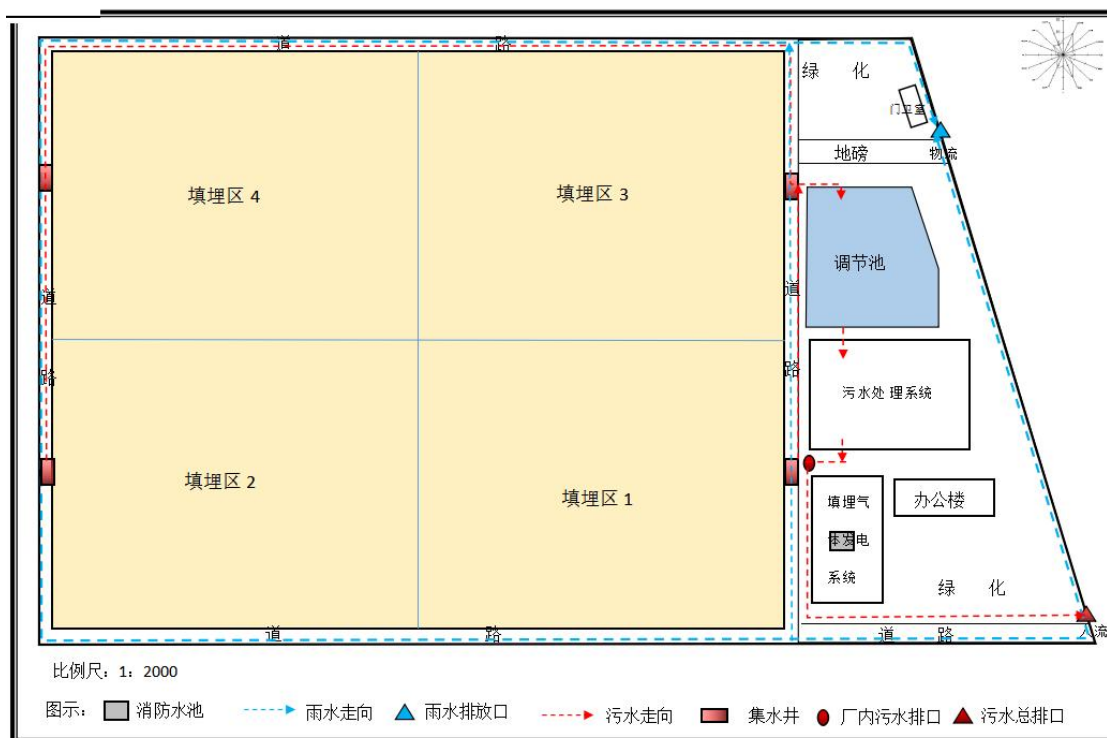 道 路
绿 化
门卫室
地磅 物流
填埋区 4
填埋区 3
调节池
道
路
道
路
污水处 理系统
填埋区 2
填埋区 1
填理气
体发电
系统
办公楼
绿 化
道 路
道 路
人流
比例尺：1：2000
图示： 消防水池 雨水走向 雨水排放口 污水走向 集水井 厂内污水排口 污水总排口